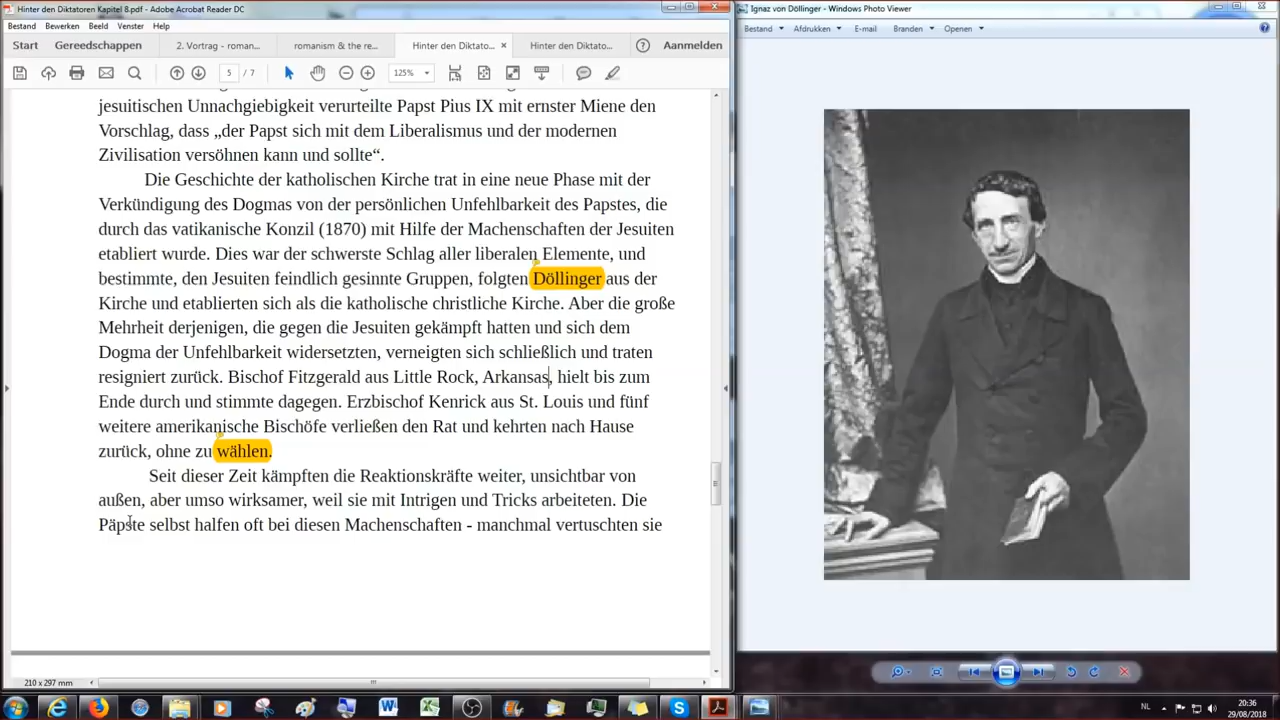 Hinter den Diktatoren Kapitel 8.pdf - Adobe Acrobat Reader DC
Bestand Bewerken Beeld Venster Help
Start Gereedschappen 2. Vortrag - roman... romanism & the re... Hinter den Diktato... × Hinter den Diktato... Aanmelden
5 / 7 125%
jesuitischen Unnachgiebigkeit verurteilte Papst Pius IX mit ernster Miene den
Vorschlag, dass „der Papst sich mit dem Liberalismus und der modernen
Zivilisation versöhnen kann und sollte“.
Die Geschichte der katholischen Kirche trat in eine neue Phase mit der
Verkündigung des Dogmas von der persönlichen Unfehlbarkeit des Papstes, die
durch das vatikanische Konzil (1870) mit Hilfe der Machenschaften der Jesuiten
etabliert wurde. Dies war der schwerste Schlag aller liberalen Elemente, und
bestimmte, den Jesuiten feindlich gesinnte Gruppen, folgten Döllinger aus der
Kirche und etablierten sich als die katholische christliche Kirche. Aber die große
Mehrheit derjenigen, die gegen die Jesuiten gekämpft hatten und sich dem
Dogma der Unfehlbarkeit widersetzten, verneigten sich schließlich und traten
resigniert zurück. Bischof Fitzgerald aus Little Rock, Arkansas, hielt bis zum
Ende durch und stimmte dagegen. Erzbischof Kenrick aus St. Louis und fünf
weitere amerikanische Bischöfe verließen den Rat und kehrten nach Hause
zurück, ohne zu wählen.
Seit dieser Zeit kämpften die Reaktionskräfte weiter, unsichtbar von
außen, aber umso wirksamer, weil sie mit Intrigen und Tricks arbeiteten. Die
Päpste selbst halfen oft bei diesen Machenschaften - manchmal vertuschten sie
210 x 297 mm
Ignaz von Döllinger - Windows Photo Viewer
Bestand Afdrukken E-mail Branden Openen
NL 20:36
29/08/2018